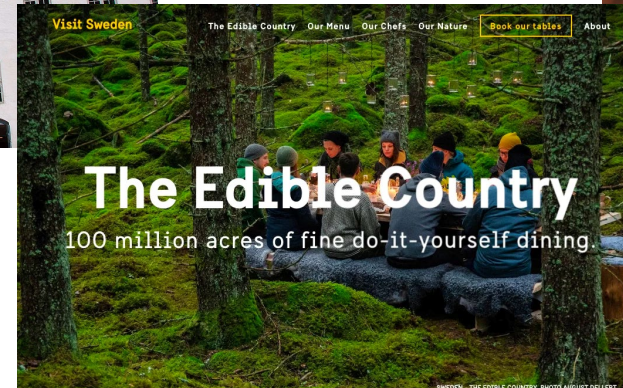 Visit Sweden
The Edible Country Our Menu Our Chefs Our Nature Book our tables About
The Edible Country
100 million acres of fine do-it-yourself dining.
SWEDEN - THE EDIBLE COUNTRY. PHOTO AUGUST DELLERT